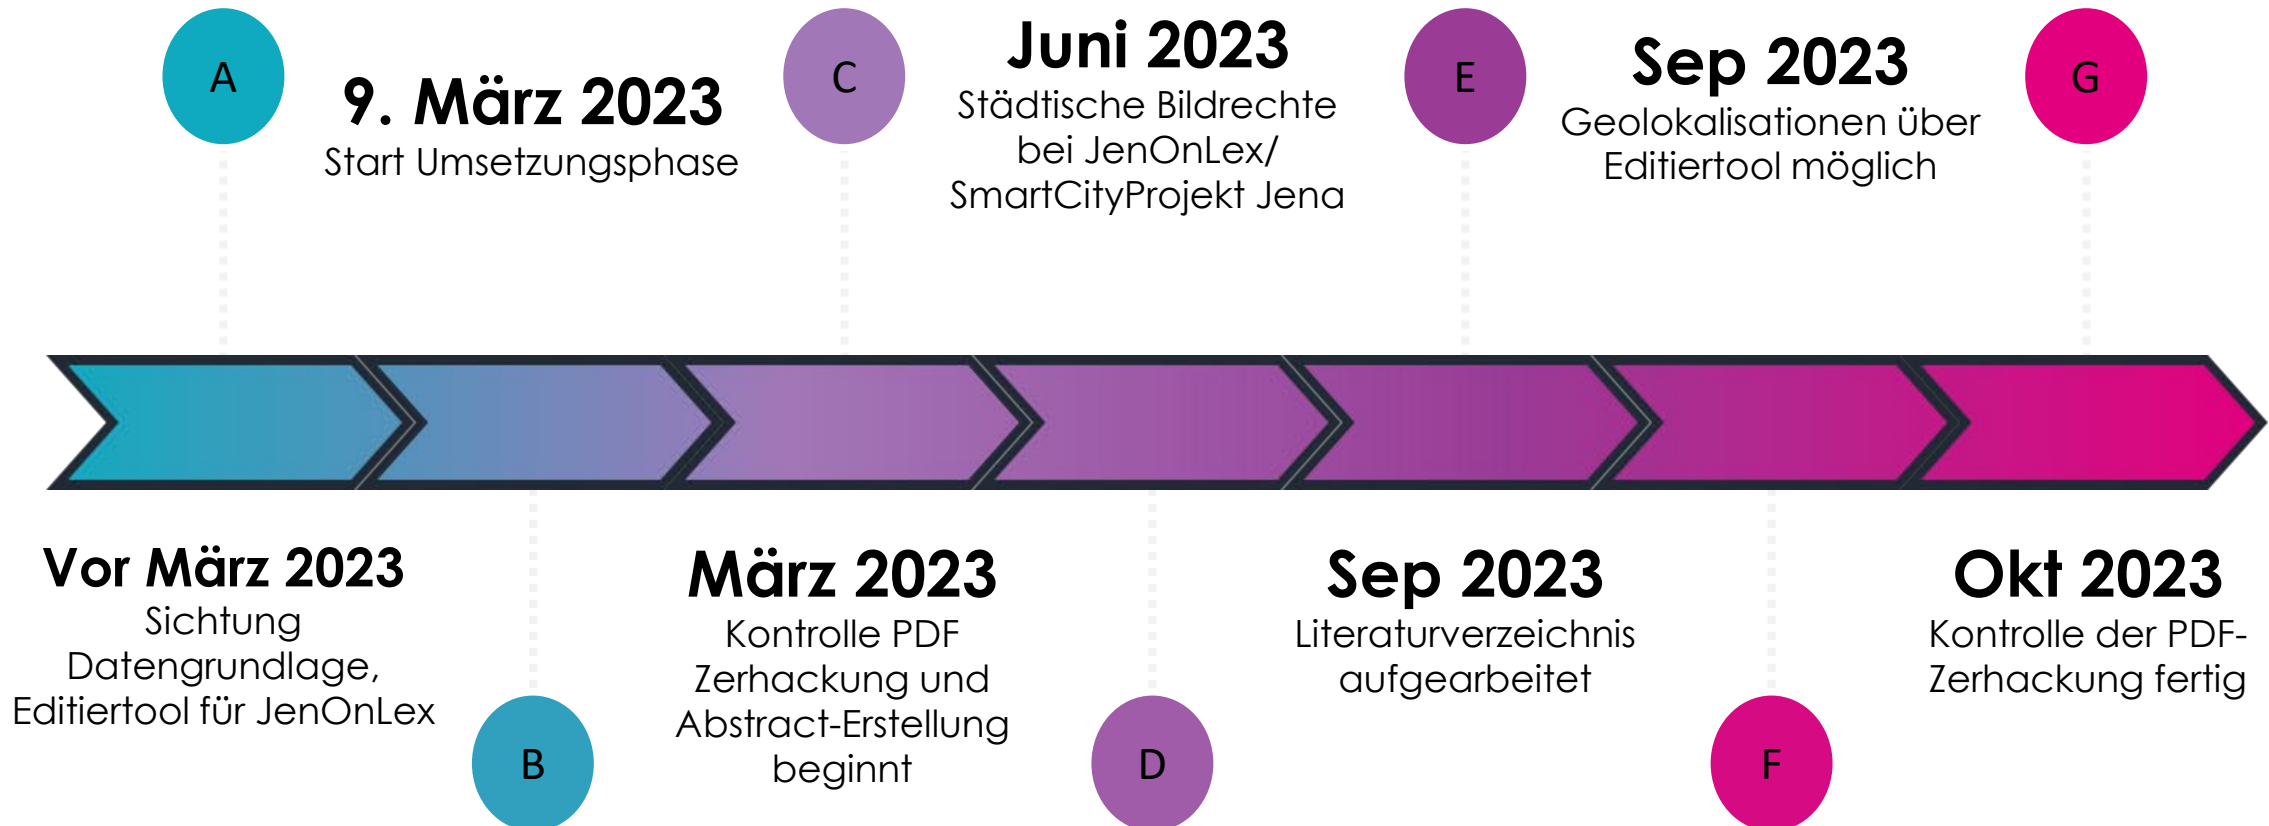 A
Vor März 2023
Sichtung
Datengrundlage,
Editiertool für JenOnLex
9. März 2023
Start Umsetzungsphase
B
C
März 2023
Kontrolle PDF
Zerhackung und
Abstract-Erstellung
beginnt
Juni 2023
Städtische Bildrechte
bei JenOnLex/
SmartCityProjekt Jena
D
E
Sep 2023
Literaturverzeichnis
aufgearbeitet
Sep 2023
Geolokalisationen über
Editiertool möglich
F
G
Okt 2023
Kontrolle der PDF-
Zerhackung fertig